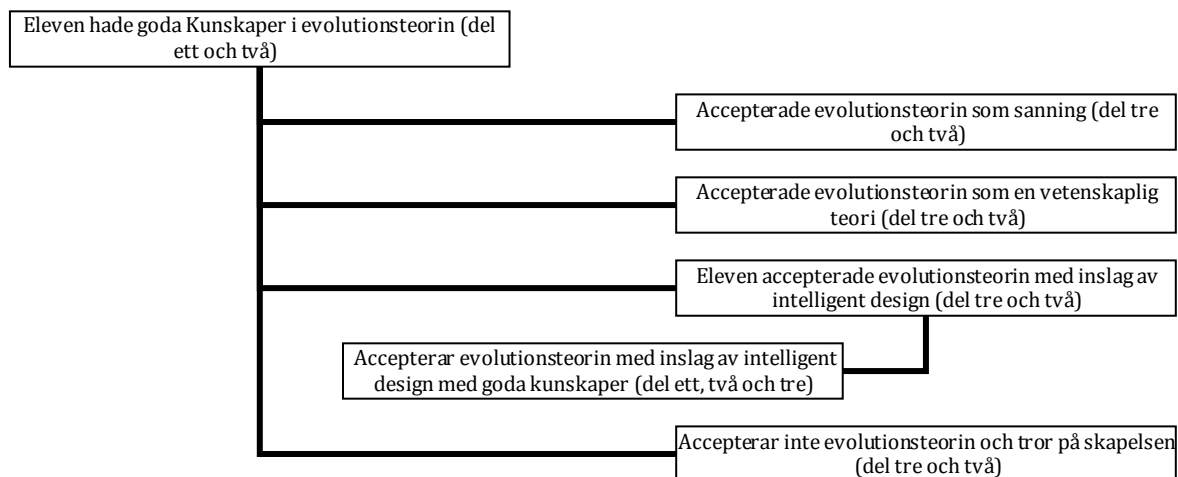 Eleven hade goda Kunskaper i evolutionsteorin (del
ett och två)
Accepterade evolutionsteorin som sanning (del tre
och två)
Accepterade evolutionsteorin som en vetenskaplig
teori (del tre och två)
Eleven accepterade evolutionsteorin med inslag av
intelligent design (del tre och två)
Accepterar evolutionsteorin med inslag av intelligent
design med goda kunskaper (del ett, två och tre)
Accepterar inte evolutionsteorin och tror på skapelsen
(del tre och två)